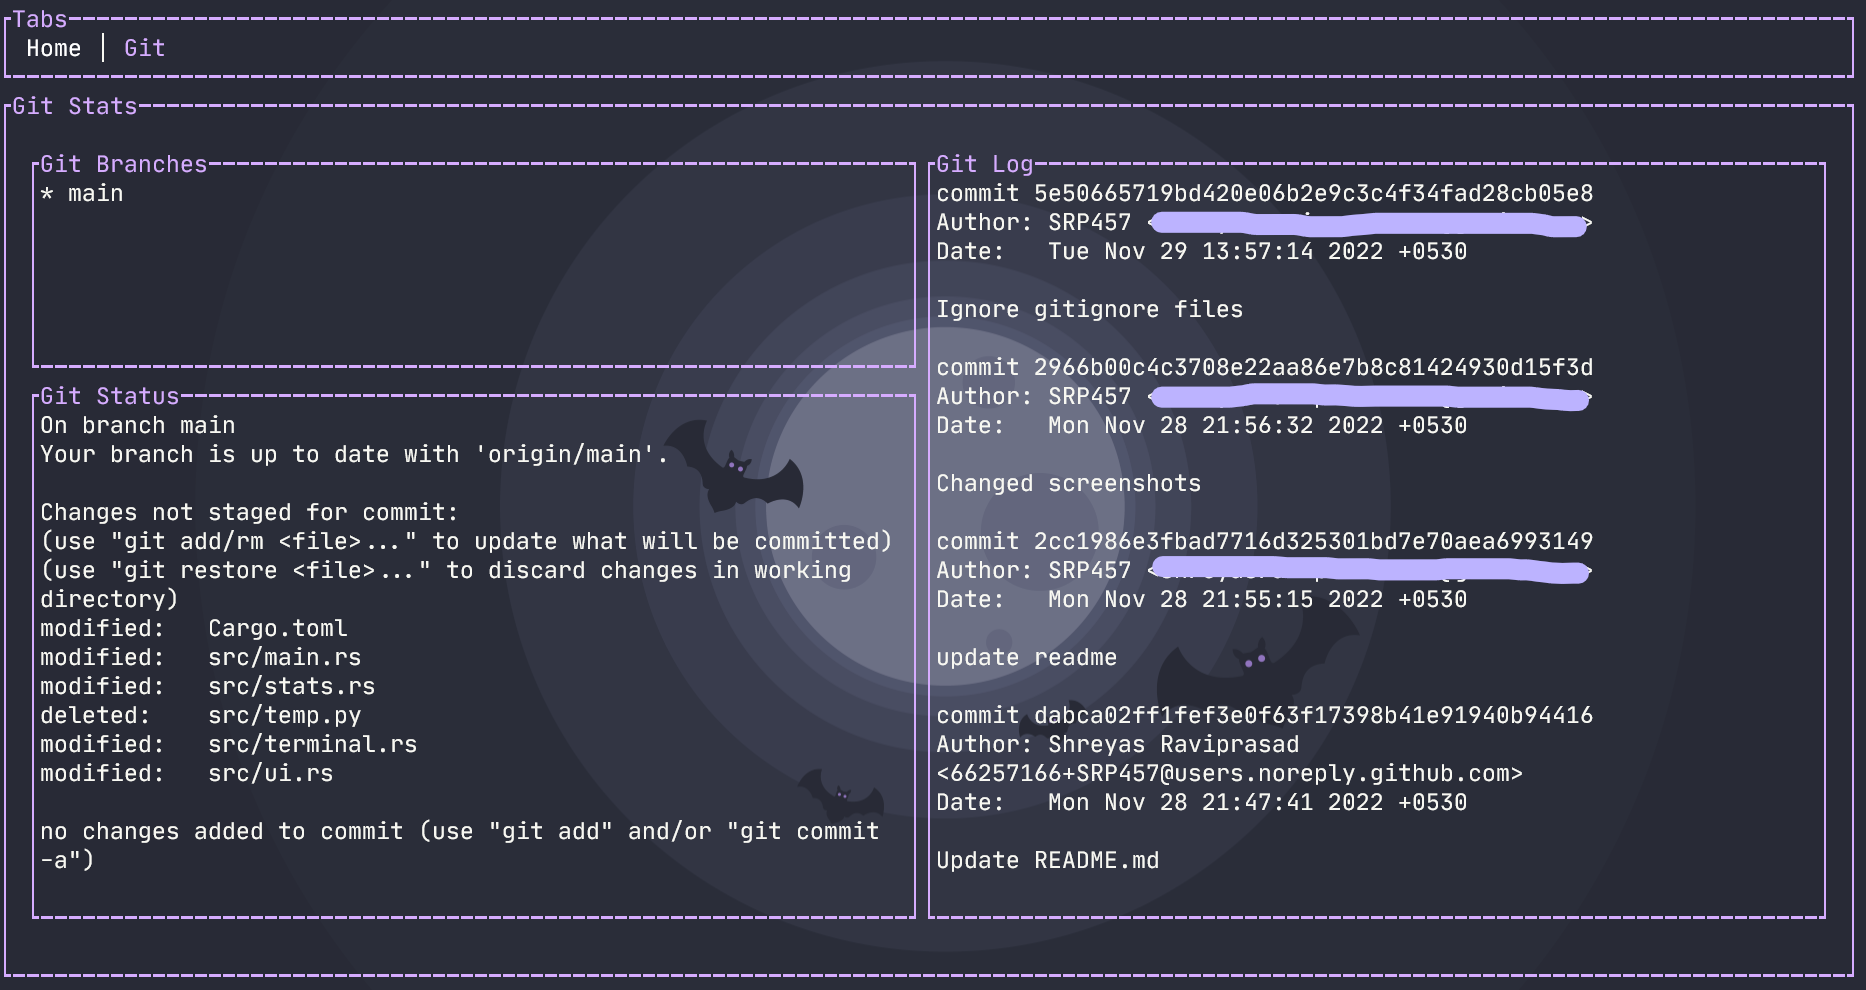 Tabs
Home │ Git
Git Stats
Git Branches
* main
Git Status
On branch main
Your branch is up to date with 'origin/main'.
Changes not staged for commit:
(use "git add/rm <file>..." to update what will be committed)
(use "git restore <file>..." to discard changes in working
directory)
modified:   Cargo.toml
modified:   src/main.rs
modified:   src/stats.rs
deleted:    src/temp.py
modified:   src/terminal.rs
modified:   src/ui.rs
no changes added to commit (use "git add" and/or "git commit
-a")
Git Log
commit 5e50665719bd420e06b2e9c3c4f34fad28cb05e8
Author: SRP457 < >
Date:   Tue Nov 29 13:57:14 2022 +0530
Ignore gitignore files
commit 2966b00c4c3708e22aa86e7b8c81424930d15f3d
Author: SRP457 < >
Date:   Mon Nov 28 21:56:32 2022 +0530
Changed screenshots
commit 2cc1986e3fbad7716d325301bd7e70aea6993149
Author: SRP457 < >
Date:   Mon Nov 28 21:55:15 2022 +0530
update readme
commit dabca02ff1fef3e0f63f17398b41e91940b94416
Author: Shreyas Raviprasad
<66257166+SRP457@users.noreply.github.com>
Date:   Mon Nov 28 21:47:41 2022 +0530
Update README.md